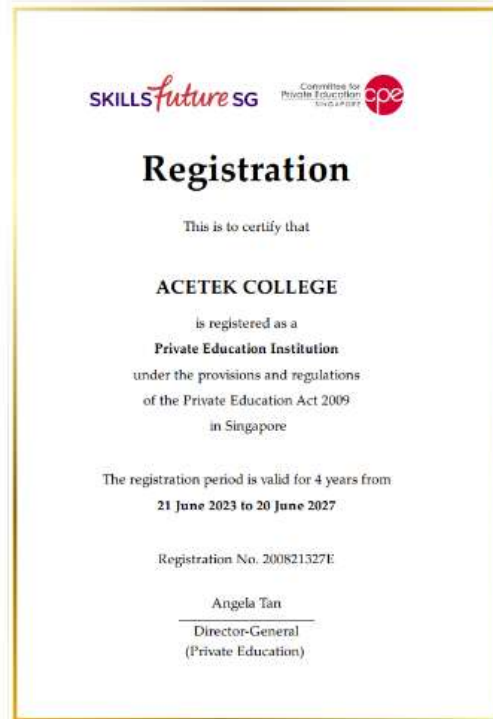 SKILLS future SG
Committee for
Private Education
SINGAPORE
cpe
Registration
This is to certify that
ACETEK COLLEGE
is registered as a
Private Education Institution
under the provisions and regulations
of the Private Education Act 2009
in Singapore
The registration period is valid for 4 years from
21 June 2023 to 20 June 2027
Registration No. 200821327E
Angela Tan
Director-General
(Private Education)